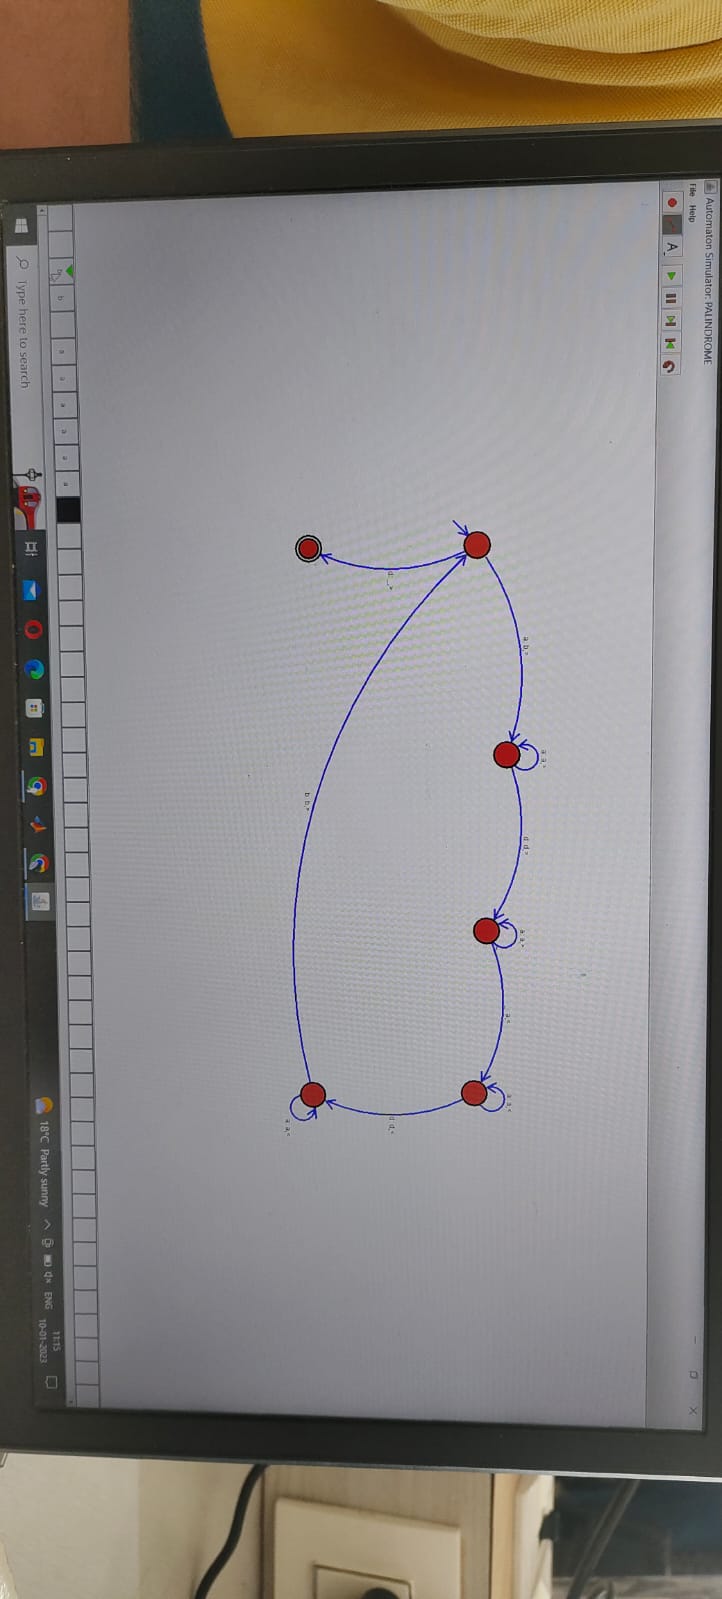 Automaton Simulator: PALINDROME
File Help
A
a b,>
a a,>
d d,>
a a,>
a a,<
d d,<
a a,<
b b,>
b
a a a a a a
Type here to search
18°C Partly sunny
ENG
11:15
10-01-2023